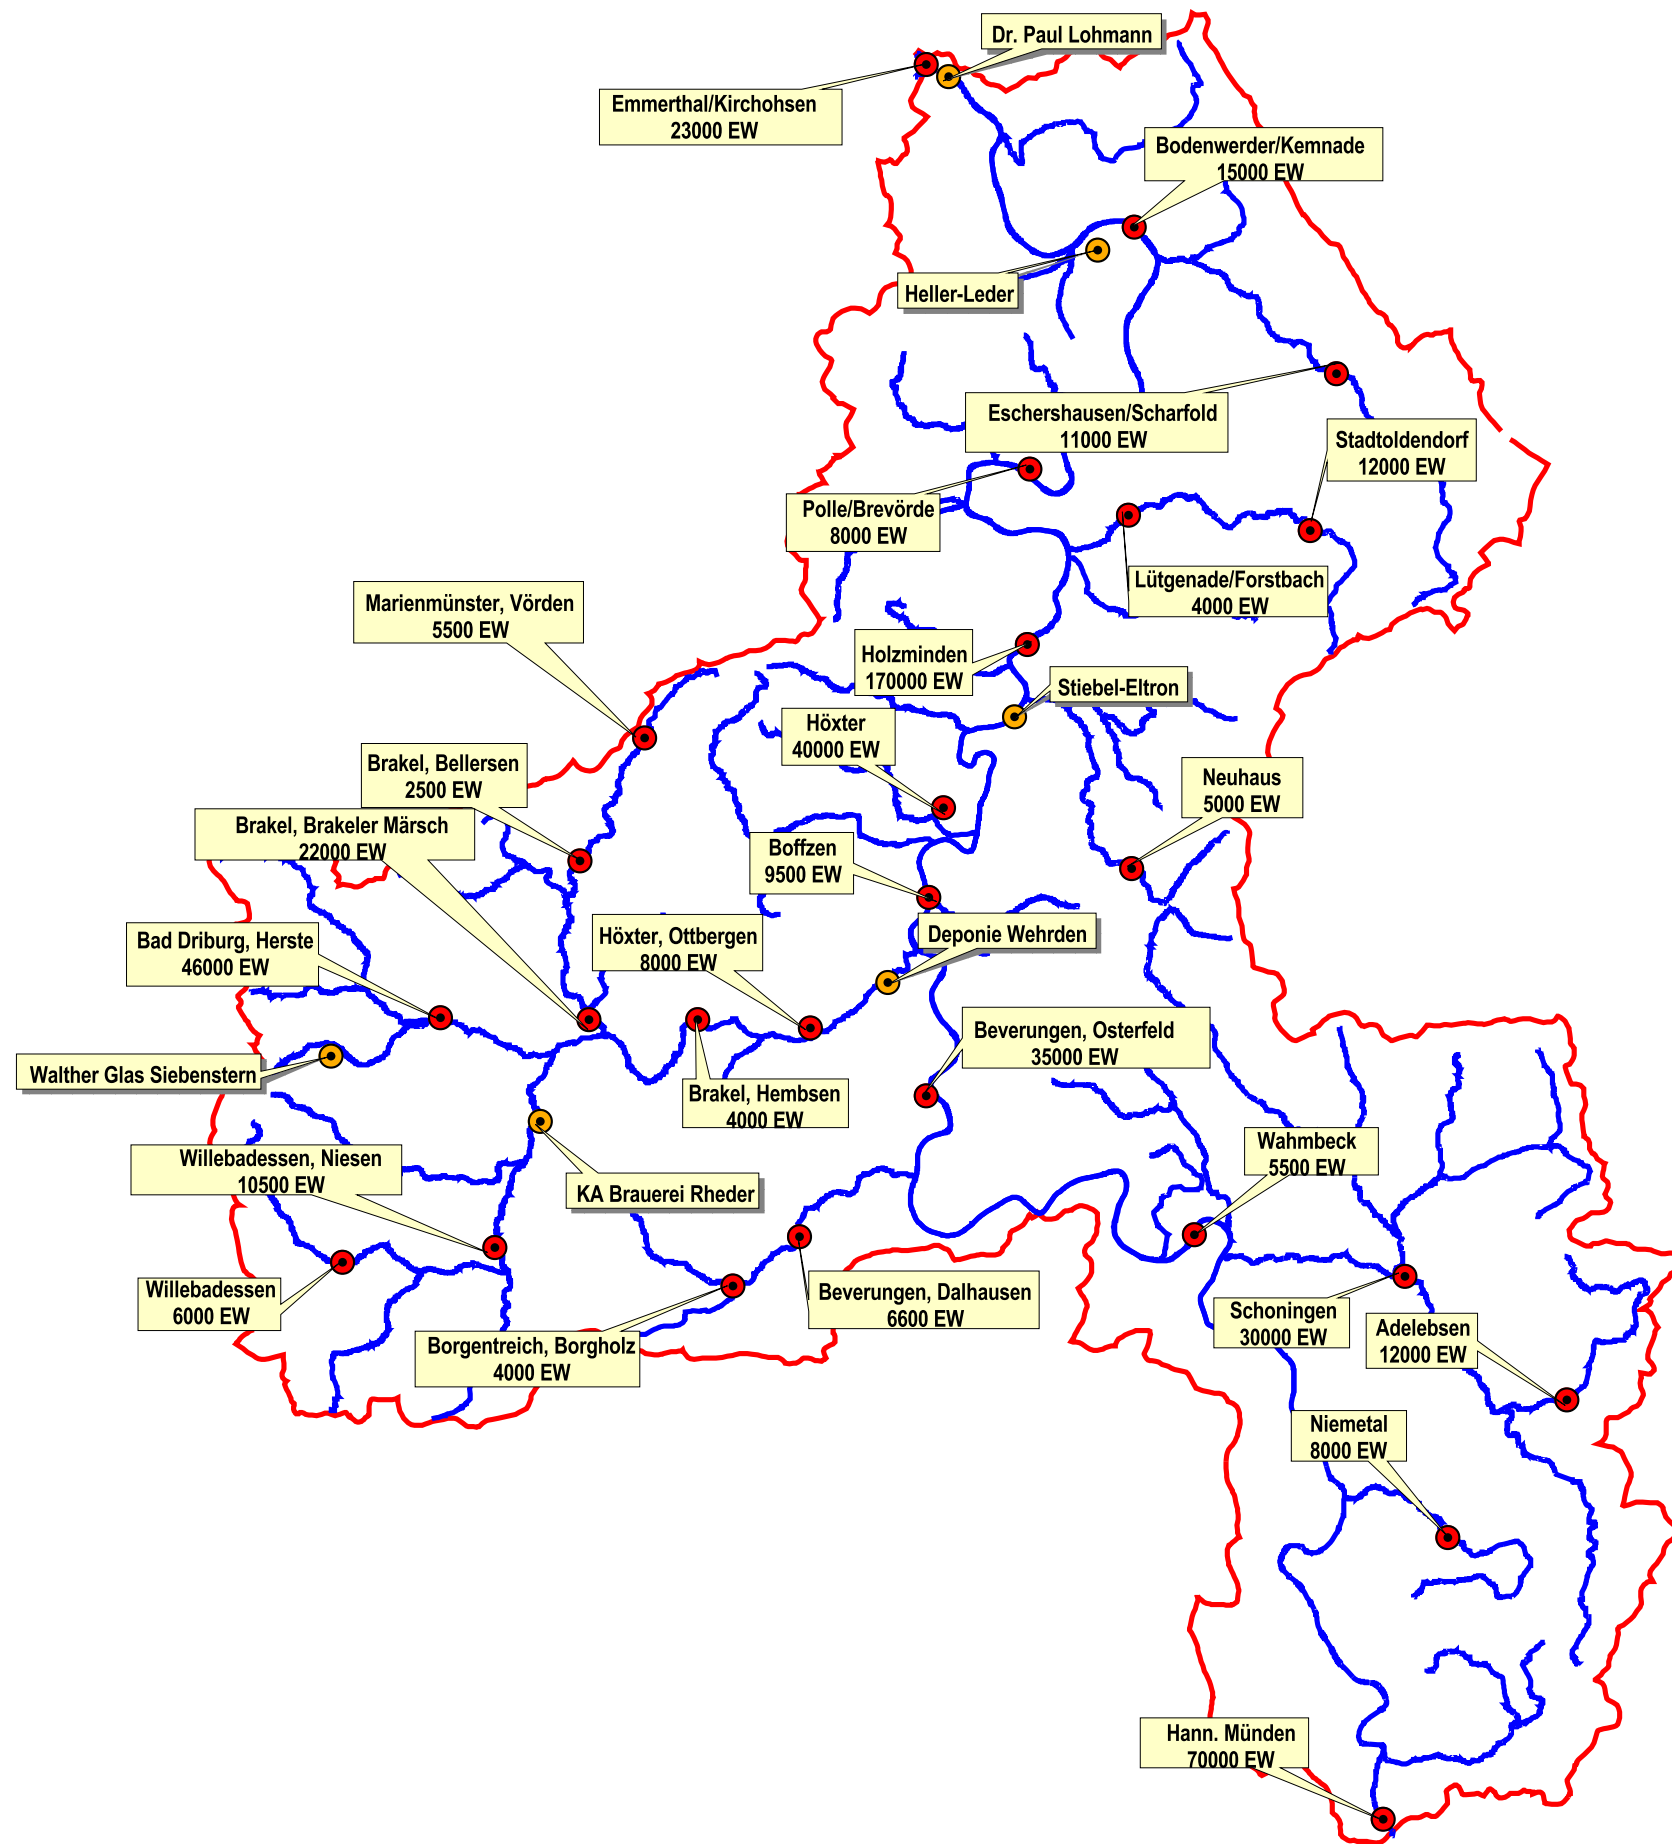 Dr. Paul Lohmann
Emmerthal/Kirchohsen
23000 EW
Bodenwerder/Kemnade
15000 EW
Heller-Leder
Eschershausen/Scharfold
11000 EW
Stadtoldendorf
12000 EW
Polle/Brevörde
8000 EW
Lütgenade/Forstbach
4000 EW
Marienmünster, Vörden
5500 EW
Holzminden
170000 EW
Stiebel-Eltron
Höxter
40000 EW
Brakel, Bellersen
2500 EW
Neuhaus
5000 EW
Brakel, Brakeler Märsch
22000 EW
Boffzen
9500 EW
Bad Driburg, Herste
46000 EW
Höxter, Ottbergen
8000 EW
Deponie Wehrden
Beverungen, Osterfeld
35000 EW
Walther Glas Siebenstern
Brakel, Hembsen
4000 EW
Wahmbeck
5500 EW
Willebadessen, Niesen
10500 EW
KA Brauerei Rheder
Willebadessen
6000 EW
Beverungen, Dalhausen
6600 EW
Schoningen
30000 EW
Adelebsen
12000 EW
Borgentreich, Borgholz
4000 EW
Niemetal
8000 EW
Hann. Münden
70000 EW